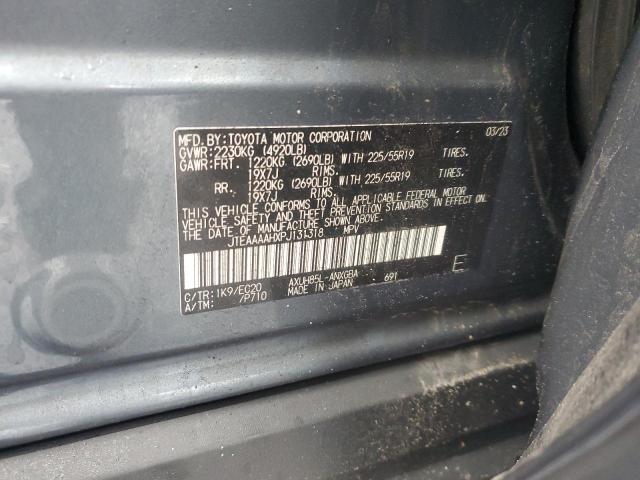 MFD.BY:TOYOTA MOTOR CORPORATION 03/23
GVWR:2230KG (4920LB)
GAWR:FRT. 1220KG (2690LB) WITH 225/55R19 TIRES.
19X7J RIMS.
RR. 1220KG (2690LB) WITH 225/55R19 TIRES.
19X7J RIMS.
THIS VEHICLE CONFORMS TO ALL APPLICABLE FEDERAL MOTOR
VEHICLE SAFETY AND THEFT PREVENTION STANDARDS IN EFFECT
ON THE DATE OF MANUFACTURE SHOWN ABOVE.
JTEAAAAHXPJ131318 MPV
C/TR: 1K9/EC20 AXUH85L-ANXGBA 691 E
A/TM: /P710 MADE IN JAPAN